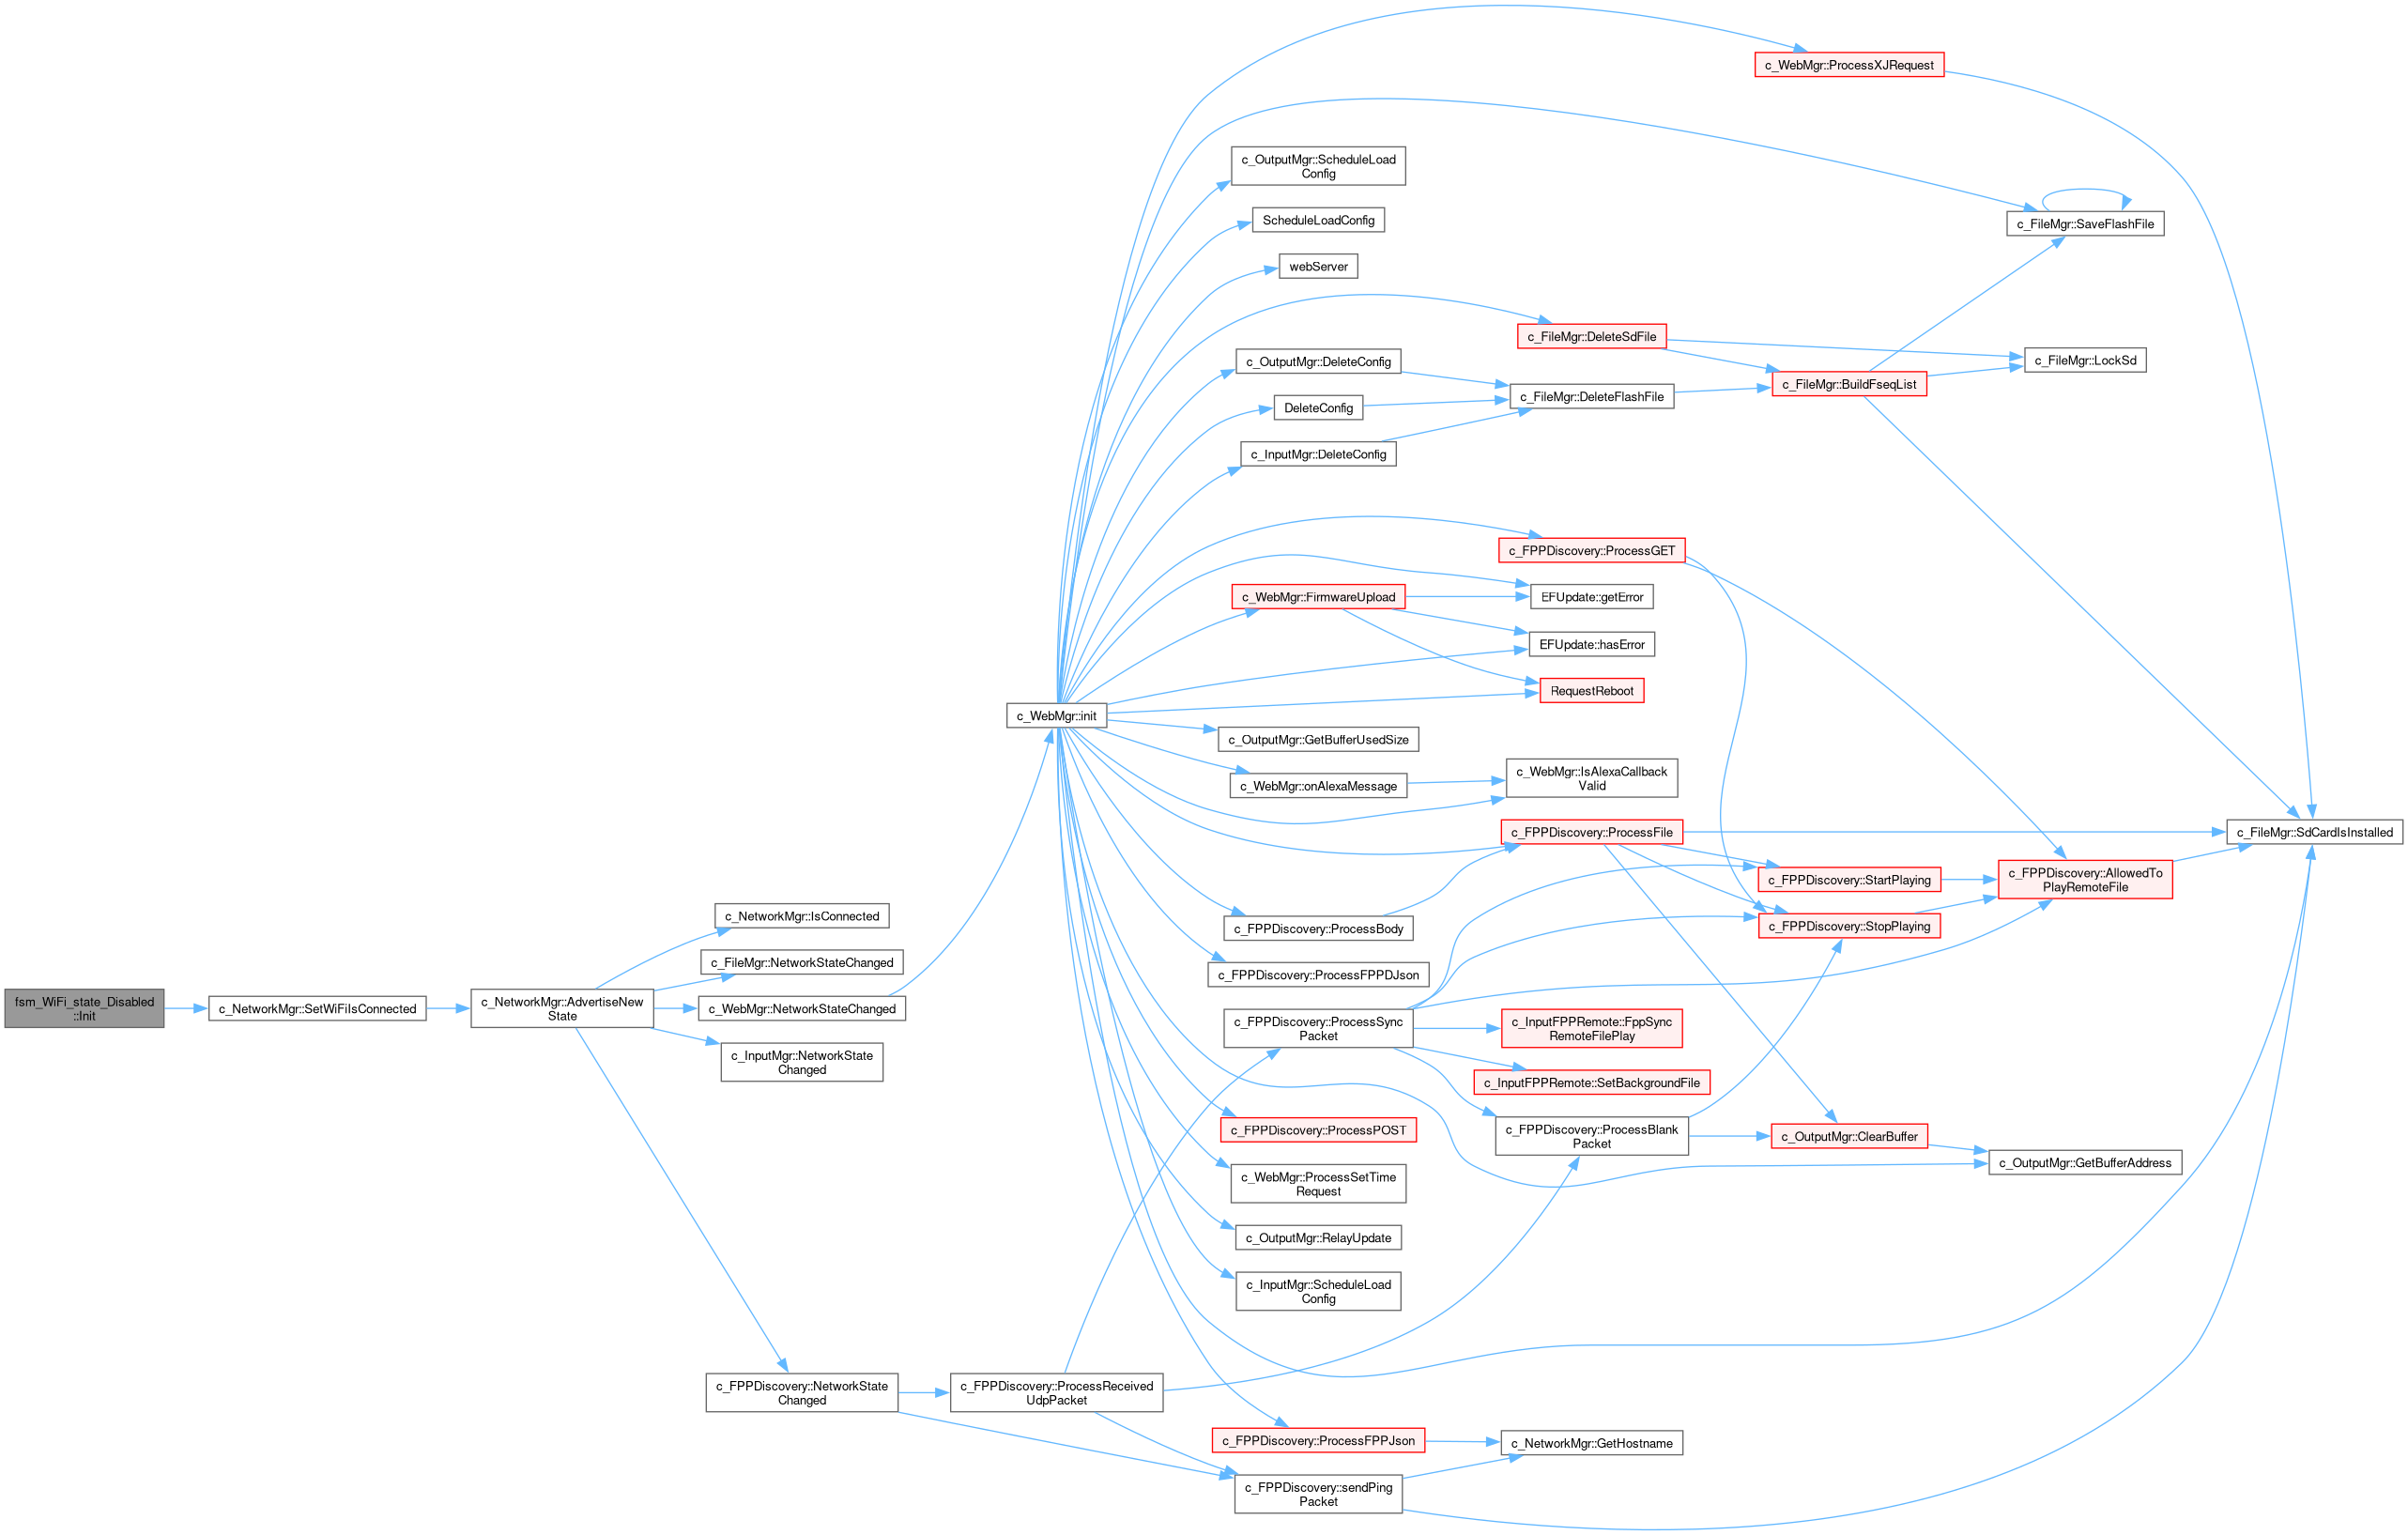 c_WebMgr::ProcessXJRequest
c_OutputMgr::ScheduleLoad
Config
ScheduleLoadConfig
c_FileMgr::SaveFlashFile
webServer
c_FileMgr::DeleteSdFile
c_OutputMgr::DeleteConfig
c_FileMgr::LockSd
c_FileMgr::BuildFseqList
c_FileMgr::DeleteFlashFile
DeleteConfig
c_InputMgr::DeleteConfig
c_FPPDiscovery::ProcessGET
c_WebMgr::FirmwareUpload
EFUpdate::getError
EFUpdate::hasError
RequestReboot
c_WebMgr::init
c_OutputMgr::GetBufferUsedSize
c_WebMgr::onAlexaMessage
c_WebMgr::IsAlexaCallback
Valid
c_FPPDiscovery::ProcessFile
c_FileMgr::SdCardIsInstalled
c_FPPDiscovery::StartPlaying
c_FPPDiscovery::AllowedTo
PlayRemoteFile
c_NetworkMgr::IsConnected
c_FPPDiscovery::ProcessBody
c_FPPDiscovery::StopPlaying
c_FileMgr::NetworkStateChanged
c_FPPDiscovery::ProcessFPPDJson
fsm_WiFi_state_Disabled
::Init
c_NetworkMgr::SetWiFiIsConnected
c_NetworkMgr::AdvertiseNew
State
c_WebMgr::NetworkStateChanged
c_FPPDiscovery::ProcessSync
Packet
c_InputFPPRemote::FppSync
RemoteFilePlay
c_InputMgr::NetworkState
Changed
c_InputFPPRemote::SetBackgroundFile
c_FPPDiscovery::ProcessPOST
c_FPPDiscovery::ProcessBlank
Packet
c_OutputMgr::ClearBuffer
c_OutputMgr::GetBufferAddress
c_WebMgr::ProcessSetTime
Request
c_OutputMgr::RelayUpdate
c_InputMgr::ScheduleLoad
Config
c_FPPDiscovery::NetworkState
Changed
c_FPPDiscovery::ProcessReceived
UdpPacket
c_FPPDiscovery::ProcessFPPJson
c_NetworkMgr::GetHostname
c_FPPDiscovery::sendPing
Packet